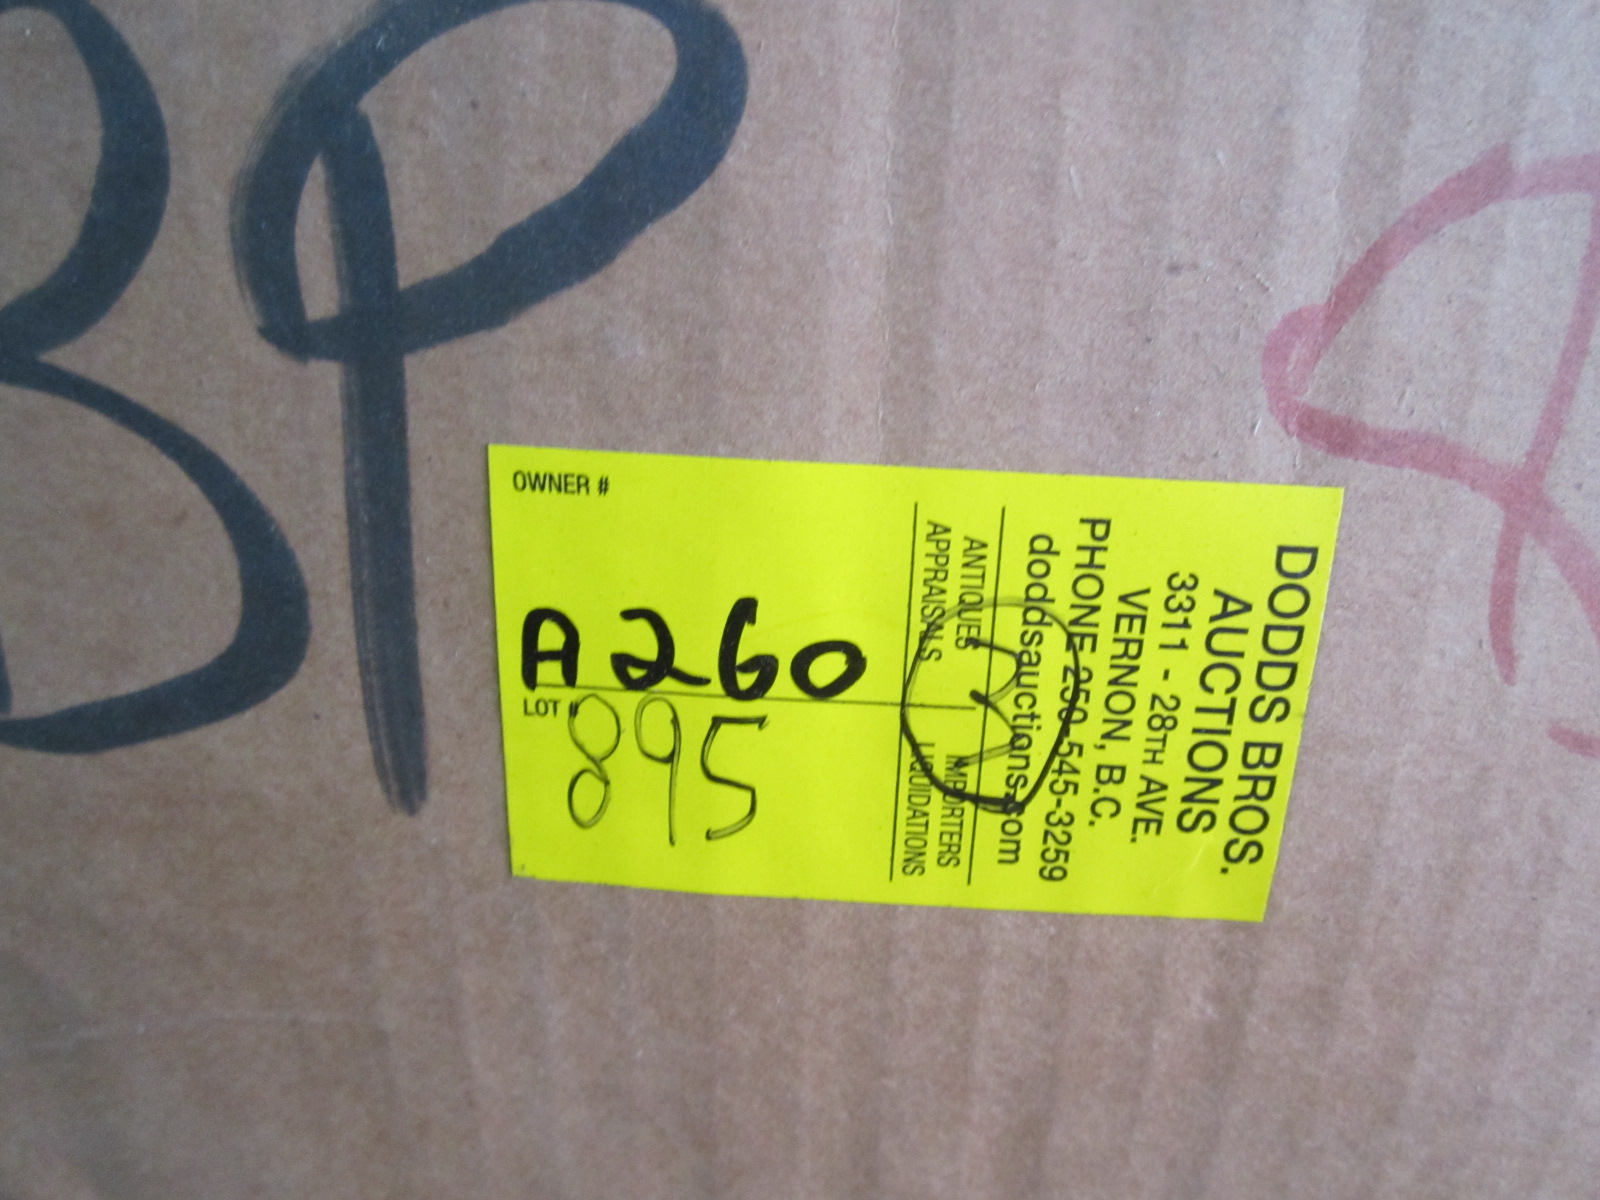 BP
OWNER #
A260
LOT #
895
DODDS BROS.
AUCTIONS
3311 - 28TH AVE.
VERNON, B.C.
PHONE 250-545-3259
doddsauctions.com
ANTIQUES IMPORTERS
APPRAISALS LIQUIDATIONS